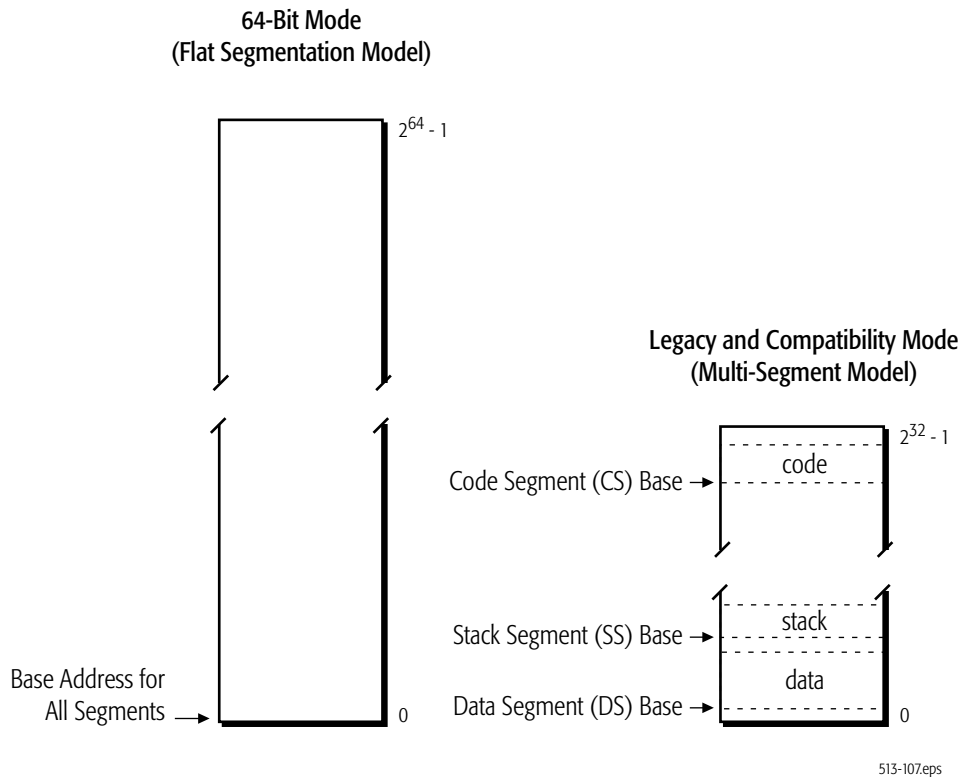 64-Bit Mode
(Flat Segmentation Model)
2^64 - 1
Legacy and Compatibility Mode
(Multi-Segment Model)
2^32 - 1
code
Code Segment (CS) Base
stack
Stack Segment (SS) Base
data
Base Address for
All Segments
0
Data Segment (DS) Base
0
513-107.eps